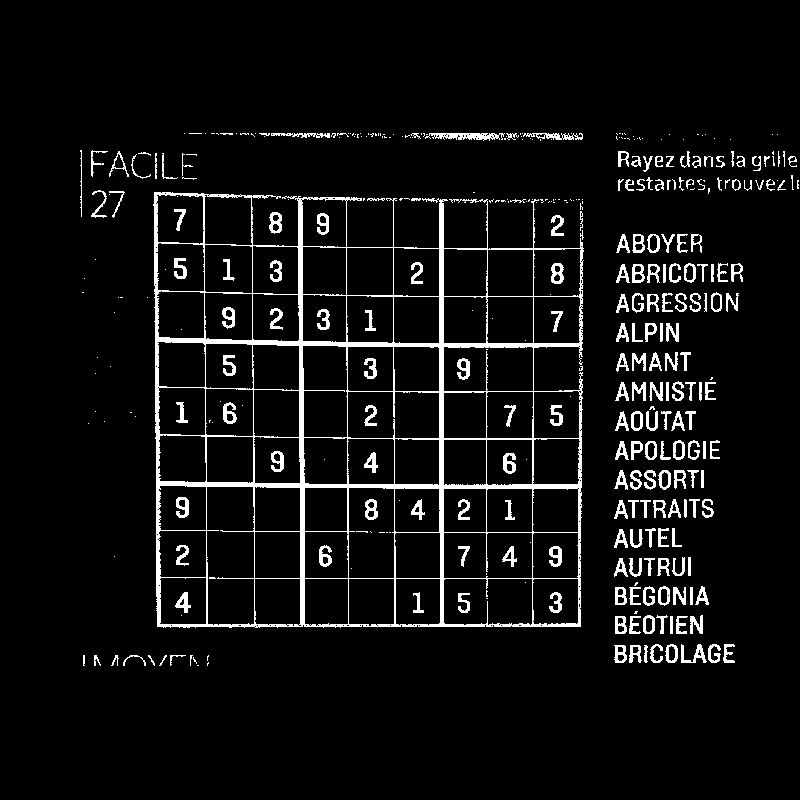 FACILE
27
7 8 9 2
5 1 3 2 8
9 2 3 1 7
5 3 9
1 6 2 7 5
9 4 6
9 8 4 2 1
2 6 7 4 9
4 1 5 3
Rayez dans la grille
restantes, trouvez
ABOYER
ABRICOTIER
AGRESSION
ALPIN
AMANT
AMNISTIÉ
AOÛTAT
APOLOGIE
ASSORTI
ATTRAITS
AUTEL
AUTRUI
BÉGONIA
BÉOTIEN
BRICOLAGE